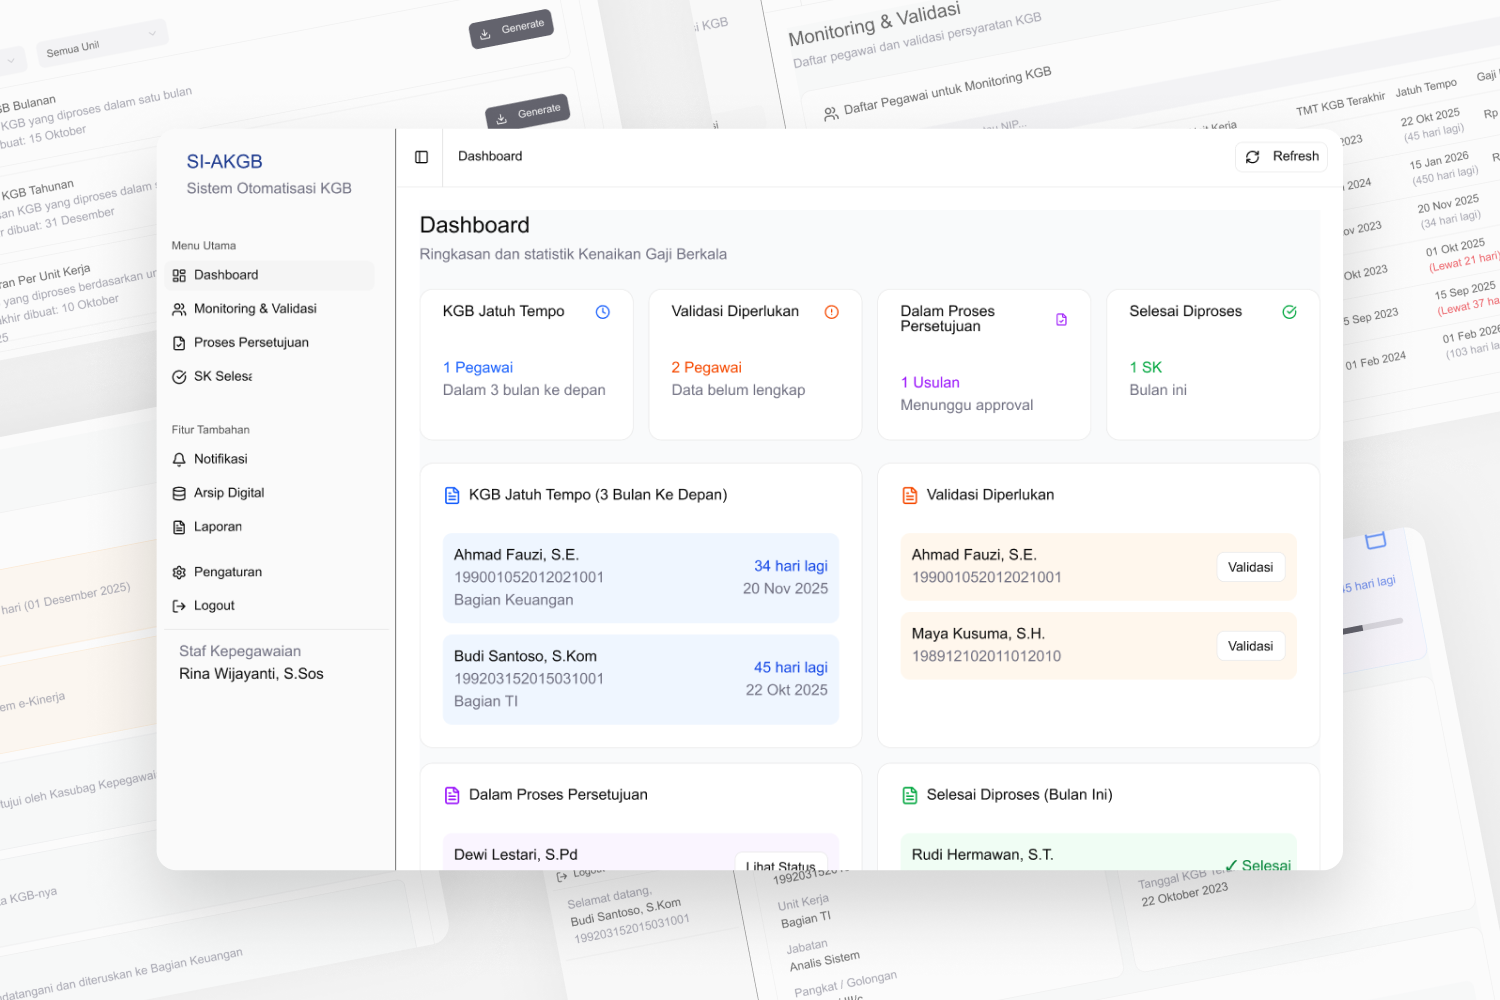 Semua Unil
Generate
GB Bulanan
KGB yang diproses dalam satu bulan
buat: 15 Oktober
Generate
KGB Tahunan
san KGB yang diproses dalam
r dibuat: 31 Desember
ran Per Unit Kerja
yang diproses berdasarkan
khir dibuat: 10 Oktober
25
si KGB
Monitoring & Validasi
Daftar pegawai dan validasi persyaratan KGB
Daftar Pegawai untuk Monitoring KGB
NIP...
Kerja
TMT KGB Terakhir
Jatuh Tempo
Gaji
2023
22 Okt 2025
(45 hari lagi)
Rp
2024
15 Jan 2026
(450 hari lagi)
ov 2023
20 Nov 2025
(34 hari lagi)
Okt 2023
01 Okt 2025
(Lewat 21 hari)
5 Sep 2023
15 Sep 2025
(Lewat 37 ha
01 Feb 2024
01 Feb 2026
(103 hari la
SI-AKGB
Sistem Otomatisasi KGB
Menu Utama
Dashboard
Monitoring & Validasi
Proses Persetujuan
SK Selesa
Fitur Tambahan
Notifikasi
Arsip Digital
Laporan
Pengaturan
Logout
Staf Kepegawaian
Rina Wijayanti, S.Sos
Dashboard
Refresh
Dashboard
Ringkasan dan statistik Kenaikan Gaji Berkala
KGB Jatuh Tempo
1 Pegawai
Dalam 3 bulan ke depan
Validasi Diperlukan
2 Pegawai
Data belum lengkap
Dalam Proses
Persetujuan
1 Usulan
Menunggu approval
Selesai Diproses
1 SK
Bulan ini
KGB Jatuh Tempo (3 Bulan Ke Depan)
Ahmad Fauzi, S.E.
199001052012021001
Bagian Keuangan
34 hari lagi
20 Nov 2025
Budi Santoso, S.Kom
199203152015031001
Bagian TI
45 hari lagi
22 Okt 2025
Validasi Diperlukan
Ahmad Fauzi, S.E.
199001052012021001
Validasi
Maya Kusuma, S.H.
198912102011012010
Validasi
Dalam Proses Persetujuan
Dewi Lestari, S.Pd
Lihat Status
Selesai Diproses (Bulan Ini)
Rudi Hermawan, S.T.
✓ Selesai
hari (01 Desember 2025)
em e-Kinerja
tujui oleh Kasubag Kepegawai
ta KGB-nya
ndatangani dan diteruskan ke Bagian Keuangan
45 hari lagi
Logout
Selamat datang,
Budi Santoso, S.Kom
199203152015031001
Unit Kerja
Bagian TI
Jabatan
Analis Sistem
Pangkat / Golongan
Tanggal KGB
22 Oktober 2023